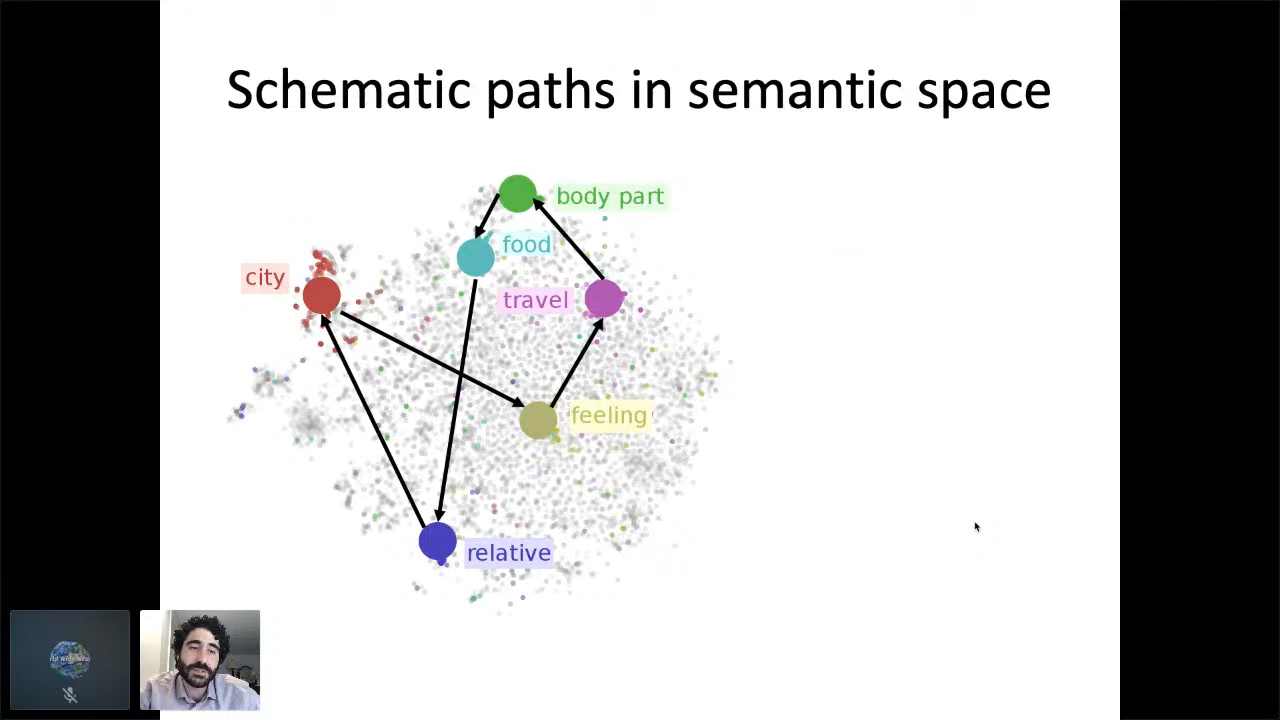 Schematic paths in semantic space
body part
food
city
travel
feeling
relative